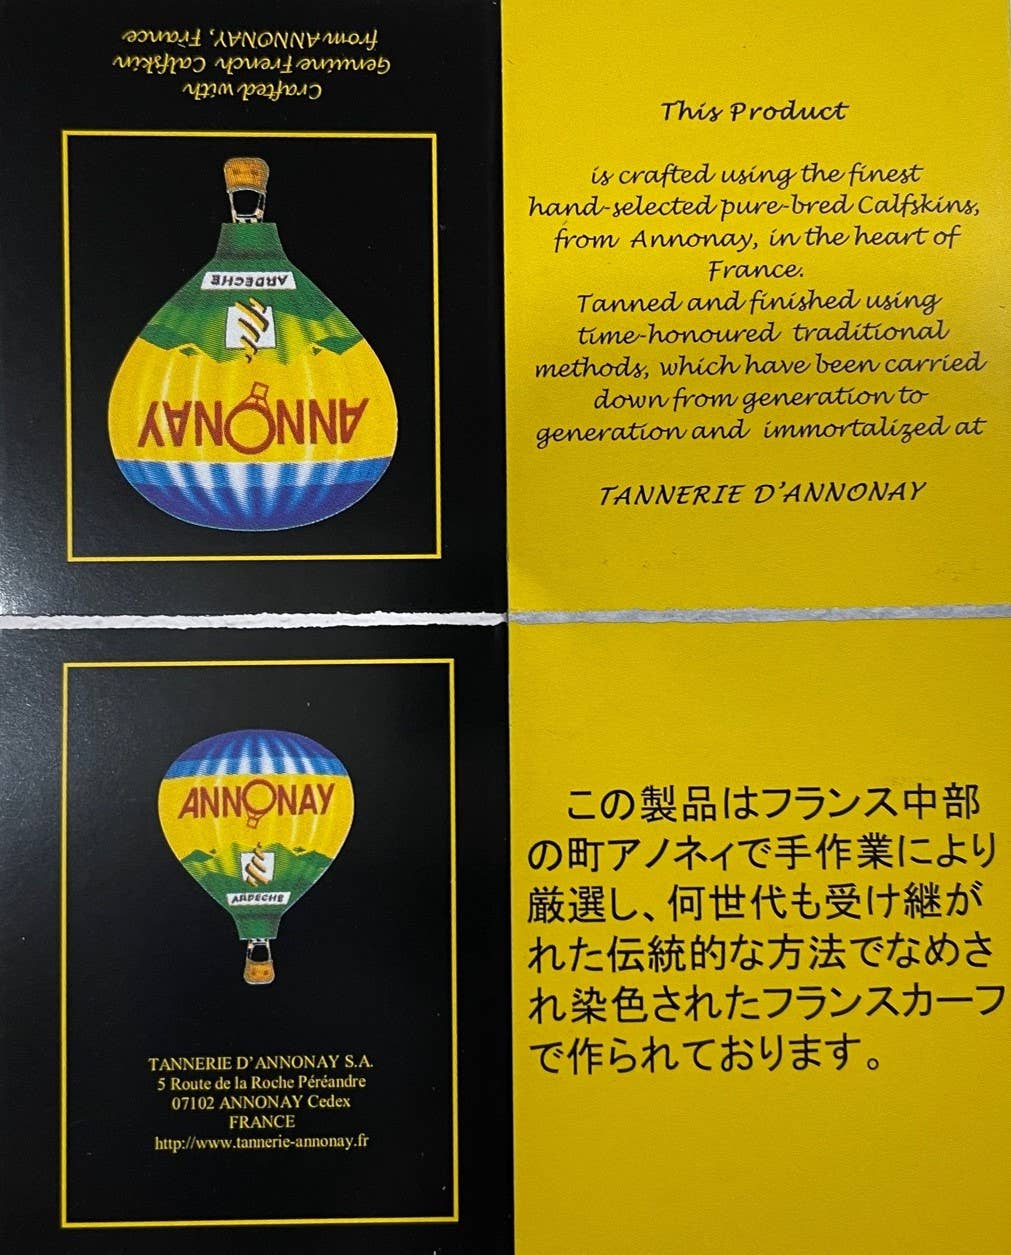 Crafted with
Genuine French Calfskin
from ANNONAY, France
ANNONAY
ARDECHE
This Product
is crafted using the finest
hand-selected pure-bred Calfskins,
from Annonay, in the heart of
France.
Tanned and finished using
time-honoured traditional
methods, which have been carried
down from generation to
generation and immortalized at
TANNERIE D'ANNONAY
ANNONAY
ARDECHE
TANNERIE D'ANNONAY S.A.
5 Route de la Roche Péréandre
07102 ANNONAY Cedex
FRANCE
http://www.tannerie-annonay.fr
この製品はフランス中部
の町アノネィで手作業により
厳選し、何世代も受け継が
れた伝統的な方法でなめさ
れ染色されたフランスカーフ
で作られております。